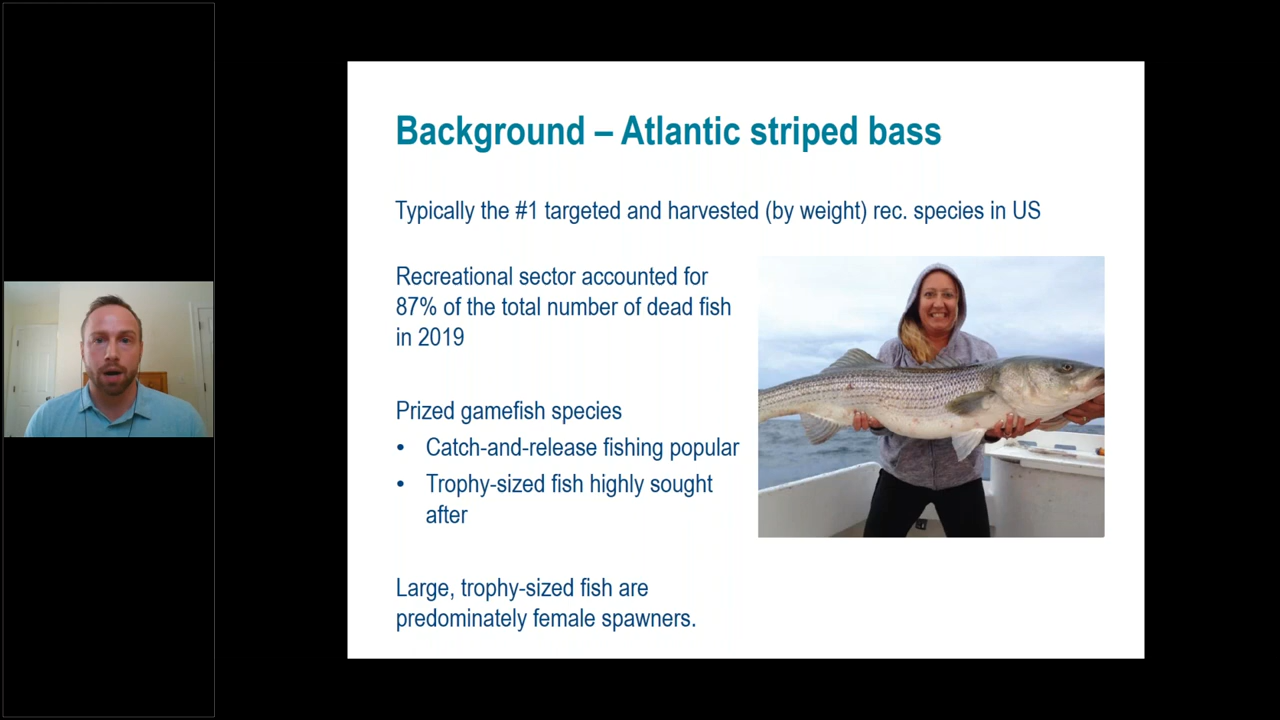 Background – Atlantic striped bass
Typically the #1 targeted and harvested (by weight) rec. species in US
Recreational sector accounted for
87% of the total number of dead fish
in 2019
Prized gamefish species
• Catch-and-release fishing popular
• Trophy-sized fish highly sought
after
Large, trophy-sized fish are
predominately female spawners.